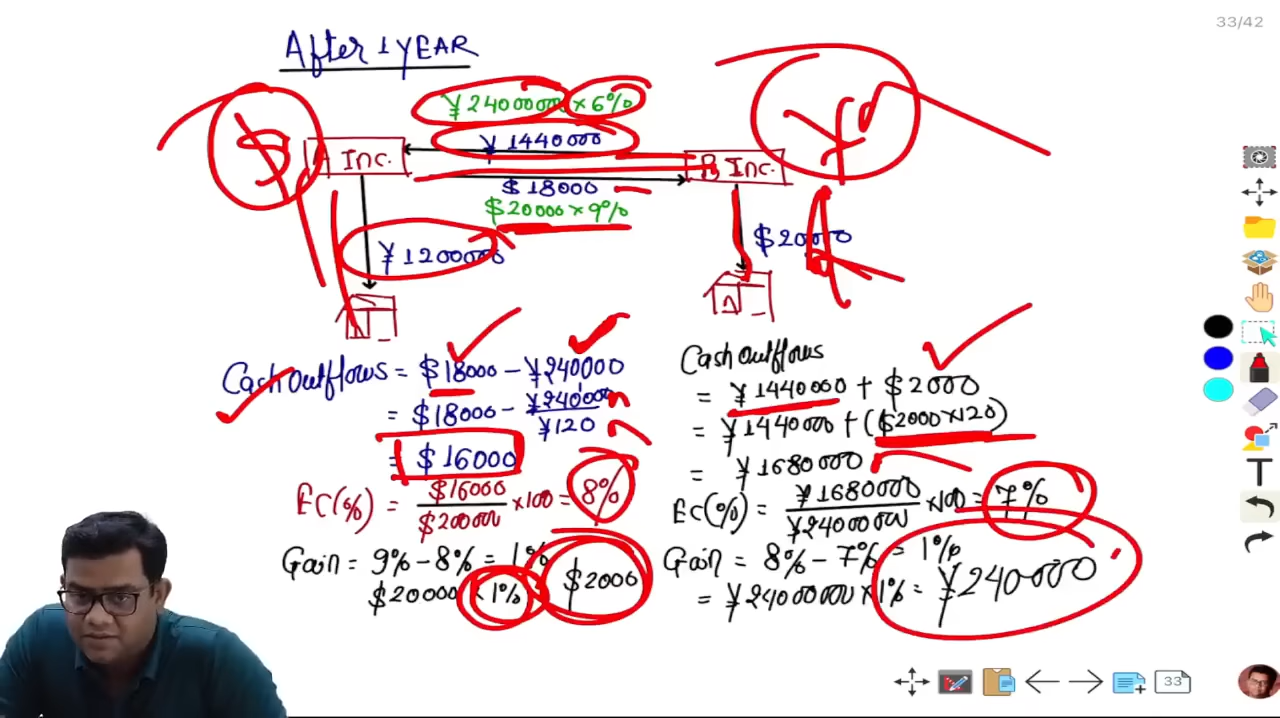 33/42
After 1 YEAR
¥24000000 × 6%
¥ 1440000
$
¥
A Inc.
B Inc.
$ 18000
$20000 × 9%
¥1200000
$2000
Cash outflows = $18000 - ¥240000
= $18000 - ¥240000 / ¥120
= $16000
EC(%) = $16000 / $200000 × 100 = 8%
Gain = 9% - 8% = 1%
$20000 × 1% $2000
Cash outflows
= ¥1440000 + $2000
= ¥1440000 + ($2000 × 120)
= ¥1680000
EC(%) = ¥1680000 / ¥24000000 × 100 = 7%
Gain = 8% - 7% = 1%
= ¥24000000 × 1% = ¥240000
T
33